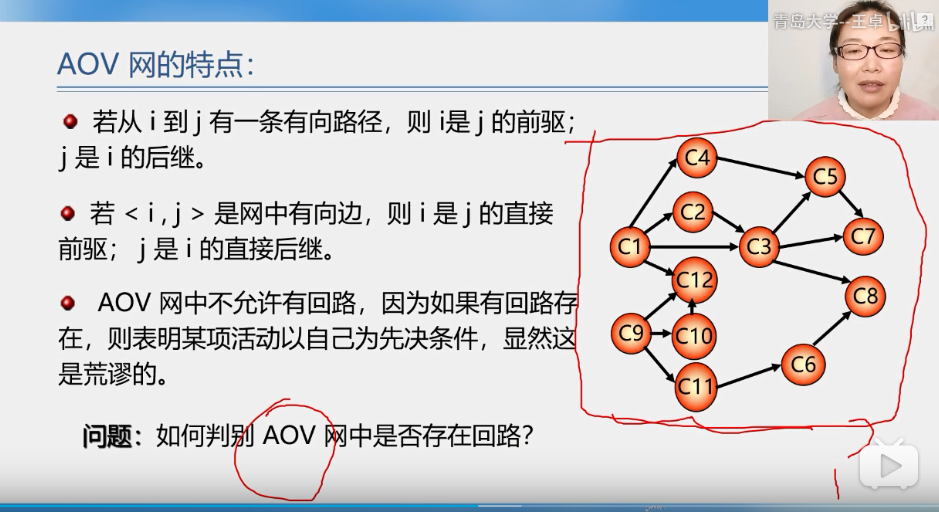 青岛大学--王卓
AOV 网的特点：
若从 i 到 j 有一条有向路径，则 i是 j 的前驱；
j 是 i 的后继。
若 < i , j > 是网中有向边，则 i 是 j 的直接
前驱； j 是 i 的直接后继。
AOV 网中不允许有回路，因为如果有回路存
在，则表明某项活动以自己为先决条件，显然这
是荒谬的。
问题：如何判别 AOV 网中是否存在回路？
C4
C5
C2
C1
C3
C7
C12
C8
C9
C10
C6
C11